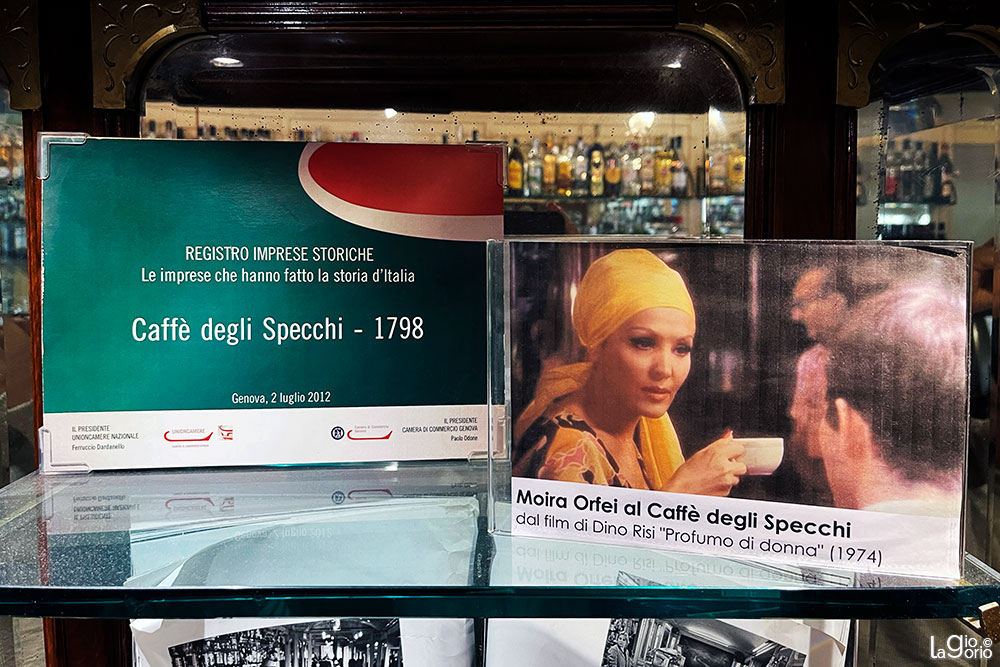 REGISTRO IMPRESE STORICHE
Le imprese che hanno fatto la storia d'Italia
Caffè degli Specchi - 1798
Genova, 2 luglio 2012
IL PRESIDENTE
UNIONCAMERE NAZIONALE
Ferruccio Dardanello
UNIONCAMERE
IL PRESIDENTE
CAMERA DI COMMERCIO GENOVA
Paolo Odone
Moira Orfei al Caffè degli Specchi
dal film di Dino Risi "Profumo di donna" (1974)
LaGioGorio ©